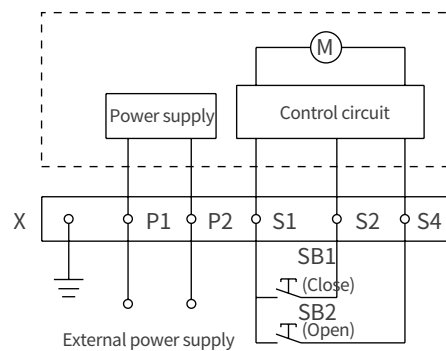 M
Power supply
Control circuit
X P1 P2 S1 S2 S4
SB1
(Close)
SB2
(Open)
External power supply